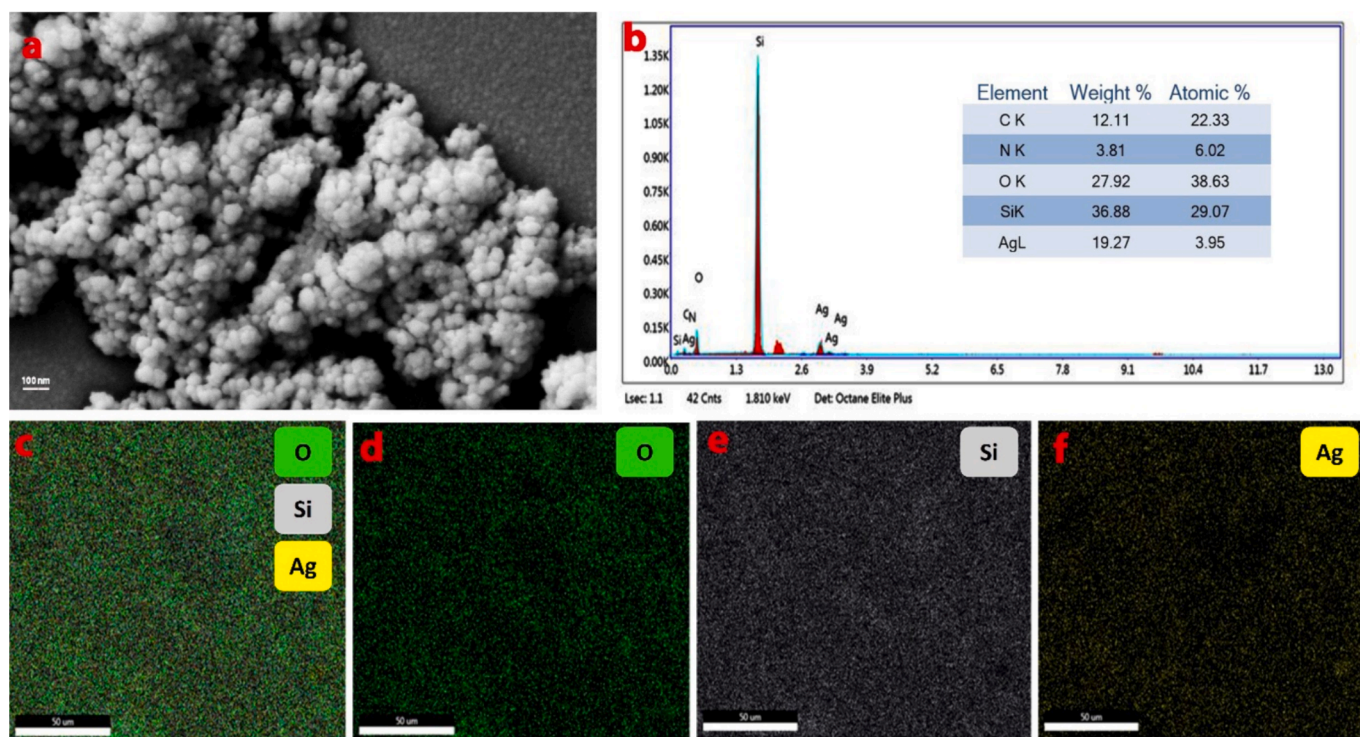 a
100 nm
b
1.35K
1.20K
1.05K
0.90K
0.75K
0.60K
0.45K
0.30K
0.15K
0.00K
Si
O
C
N
Si
Ag
Ag
Ag
Ag
0.0 1.3 2.6 3.9 5.2 6.5 7.8 9.1 10.4 11.7 13.0
Element Weight % Atomic %
C K 12.11 22.33
N K 3.81 6.02
O K 27.92 38.63
SiK 36.88 29.07
AgL 19.27 3.95
Lsec: 1.1 42 Cnts 1.810 keV Det: Octane Elite Plus
c
O
Si
Ag
50 um
d
O
50 um
e
Si
50 um
f
Ag
50 um